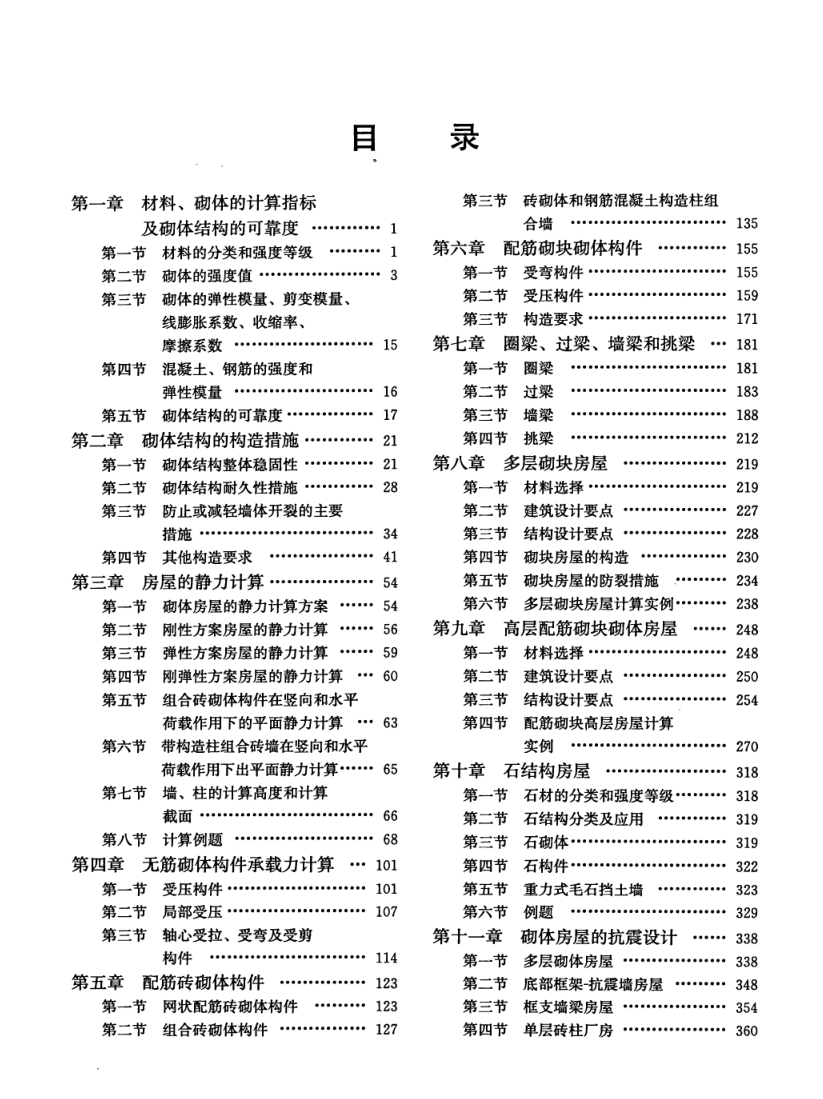 目 录
第一章 材料、砌体的计算指标
及砌体结构的可靠度 ………… 1
第一节 材料的分类和强度等级 ……… 1
第二节 砌体的强度值 ………………… 3
第三节 砌体的弹性模量、剪变模量、
线膨胀系数、收缩率、
摩擦系数 …………………… 15
第四节 混凝土、钢筋的强度和
弹性模量 …………………… 16
第五节 砌体结构的可靠度 …………… 17
第二章 砌体结构的构造措施 ………… 21
第一节 砌体结构整体稳固性 ………… 21
第二节 砌体结构耐久性措施 ………… 28
第三节 防止或减轻墙体开裂的主要
措施 ………………………… 34
第四节 其他构造要求 ……………… 41
第三章 房屋的静力计算 ……………… 54
第一节 砌体房屋的静力计算方案 …… 54
第二节 刚性方案房屋的静力计算 …… 56
第三节 弹性方案房屋的静力计算 …… 59
第四节 刚弹性方案房屋的静力计算 … 60
第五节 组合砖砌体构件在竖向和水平
荷载作用下的平面静力计算 … 63
第六节 带构造柱组合砖墙在竖向和水平
荷载作用下出平面静力计算 …… 65
第七节 墙、柱的计算高度和计算
截面 ………………………… 66
第八节 计算例题 …………………… 68
第四章 无筋砌体构件承载力计算 … 101
第一节 受压构件 …………………… 101
第二节 局部受压 …………………… 107
第三节 轴心受拉、受弯及受剪
构件 ……………………… 114
第五章 配筋砖砌体构件 …………… 123
第一节 网状配筋砖砌体构件 ……… 123
第二节 组合砖砌体构件 …………… 127
第三节 砖砌体和钢筋混凝土构造柱组
合墙 ……………………… 135
第六章 配筋砌块砌体构件 ………… 155
第一节 受弯构件 …………………… 155
第二节 受压构件 …………………… 159
第三节 构造要求 …………………… 171
第七章 圈梁、过梁、墙梁和挑梁 … 181
第一节 圈梁 ……………………… 181
第二节 过梁 ……………………… 183
第三节 墙梁 ……………………… 188
第四节 挑梁 ……………………… 212
第八章 多层砌块房屋 ……………… 219
第一节 材料选择 …………………… 219
第二节 建筑设计要点 ……………… 227
第三节 结构设计要点 ……………… 228
第四节 砌块房屋的构造 …………… 230
第五节 砌块房屋的防裂措施 ……… 234
第六节 多层砌块房屋计算实例 ……… 238
第九章 高层配筋砌块砌体房屋 …… 248
第一节 材料选择 …………………… 248
第二节 建筑设计要点 ……………… 250
第三节 结构设计要点 ……………… 254
第四节 配筋砌块高层房屋计算
实例 ……………………… 270
第十章 石结构房屋 ………………… 318
第一节 石材的分类和强度等级 ……… 318
第二节 石结构分类及应用 ………… 319
第三节 石砌体 ……………………… 319
第四节 石构件 ……………………… 322
第五节 重力式毛石挡土墙 ………… 323
第六节 例题 ……………………… 329
第十一章 砌体房屋的抗震设计 …… 338
第一节 多层砌体房屋 ……………… 338
第二节 底部框架-抗震墙房屋 ……… 348
第三节 框支墙梁房屋 ……………… 354
第四节 单层砖柱厂房 ……………… 360